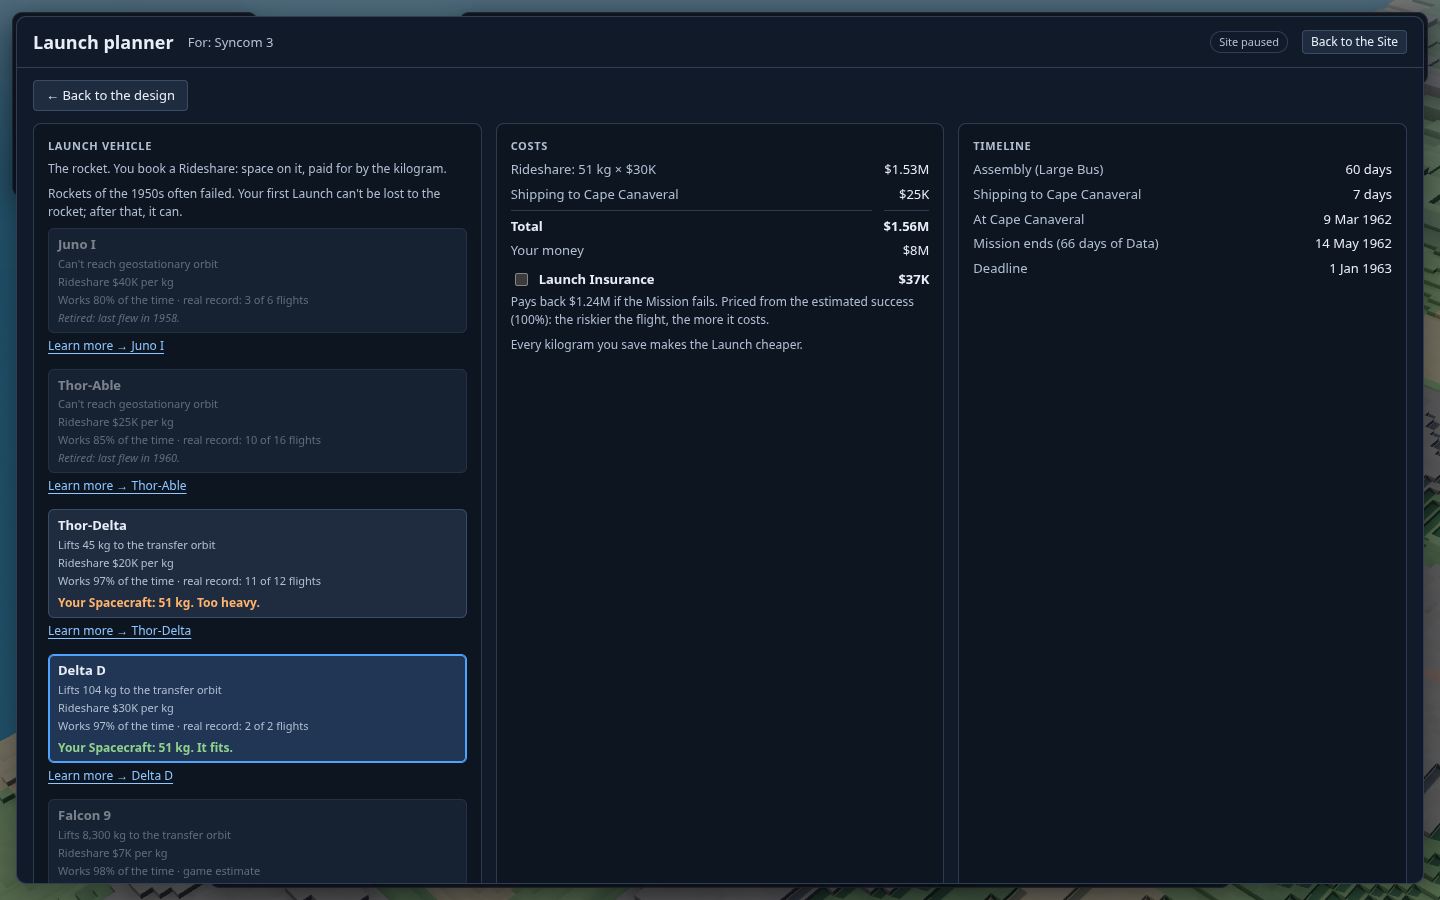 Launch planner
For: Syncom 3
Site paused
Back to the Site
← Back to the design
LAUNCH VEHICLE
The rocket. You book a Rideshare: space on it, paid for by the kilogram.
Rockets of the 1950s often failed. Your first Launch can't be lost to the
rocket; after that, it can.
Juno I
Can't reach geostationary orbit
Rideshare $40K per kg
Works 80% of the time · real record: 3 of 6 flights
Retired: last flew in 1958.
Learn more → Juno I
Thor-Able
Can't reach geostationary orbit
Rideshare $25K per kg
Works 85% of the time · real record: 10 of 16 flights
Retired: last flew in 1960.
Learn more → Thor-Able
Thor-Delta
Lifts 45 kg to the transfer orbit
Rideshare $20K per kg
Works 97% of the time · real record: 11 of 12 flights
Your Spacecraft: 51 kg. Too heavy.
Learn more → Thor-Delta
Delta D
Lifts 104 kg to the transfer orbit
Rideshare $30K per kg
Works 97% of the time · real record: 2 of 2 flights
Your Spacecraft: 51 kg. It fits.
Learn more → Delta D
Falcon 9
Lifts 8,300 kg to the transfer orbit
Rideshare $7K per kg
Works 98% of the time · game estimate
COSTS
Rideshare: 51 kg × $30K $1.53M
Shipping to Cape Canaveral $25K
Total $1.56M
Your money $8M
Launch Insurance $37K
Pays back $1.24M if the Mission fails. Priced from the estimated success
(100%): the riskier the flight, the more it costs.
Every kilogram you save makes the Launch cheaper.
TIMELINE
Assembly (Large Bus) 60 days
Shipping to Cape Canaveral 7 days
At Cape Canaveral 9 Mar 1962
Mission ends (66 days of Data) 14 May 1962
Deadline 1 Jan 1963